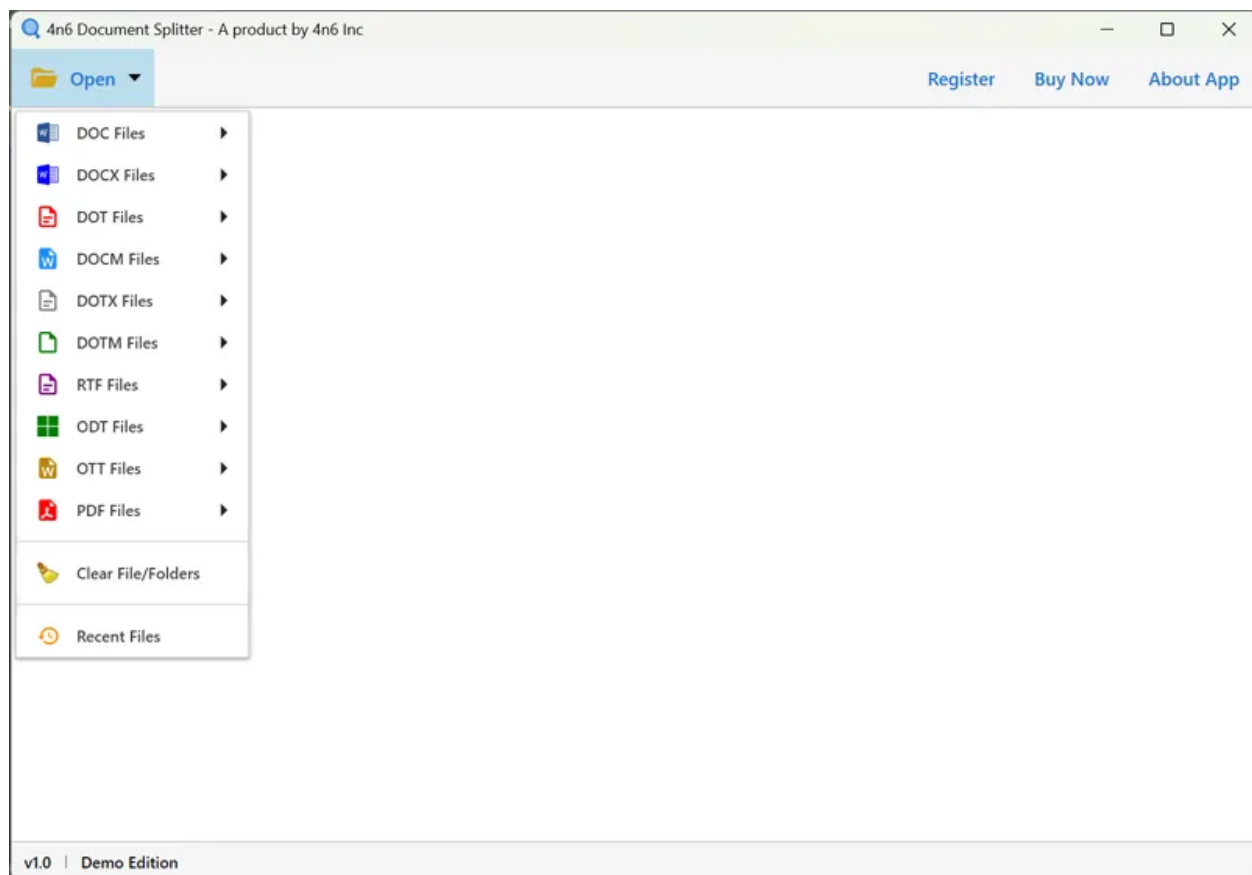 4n6 Document Splitter - A product by 4n6 Inc
Open
Register
Buy Now
About App
DOC Files
DOCX Files
DOT Files
DOCM Files
DOTX Files
DOTM Files
RTF Files
ODT Files
OTT Files
PDF Files
Clear File/Folders
Recent Files
v1.0 | Demo Edition